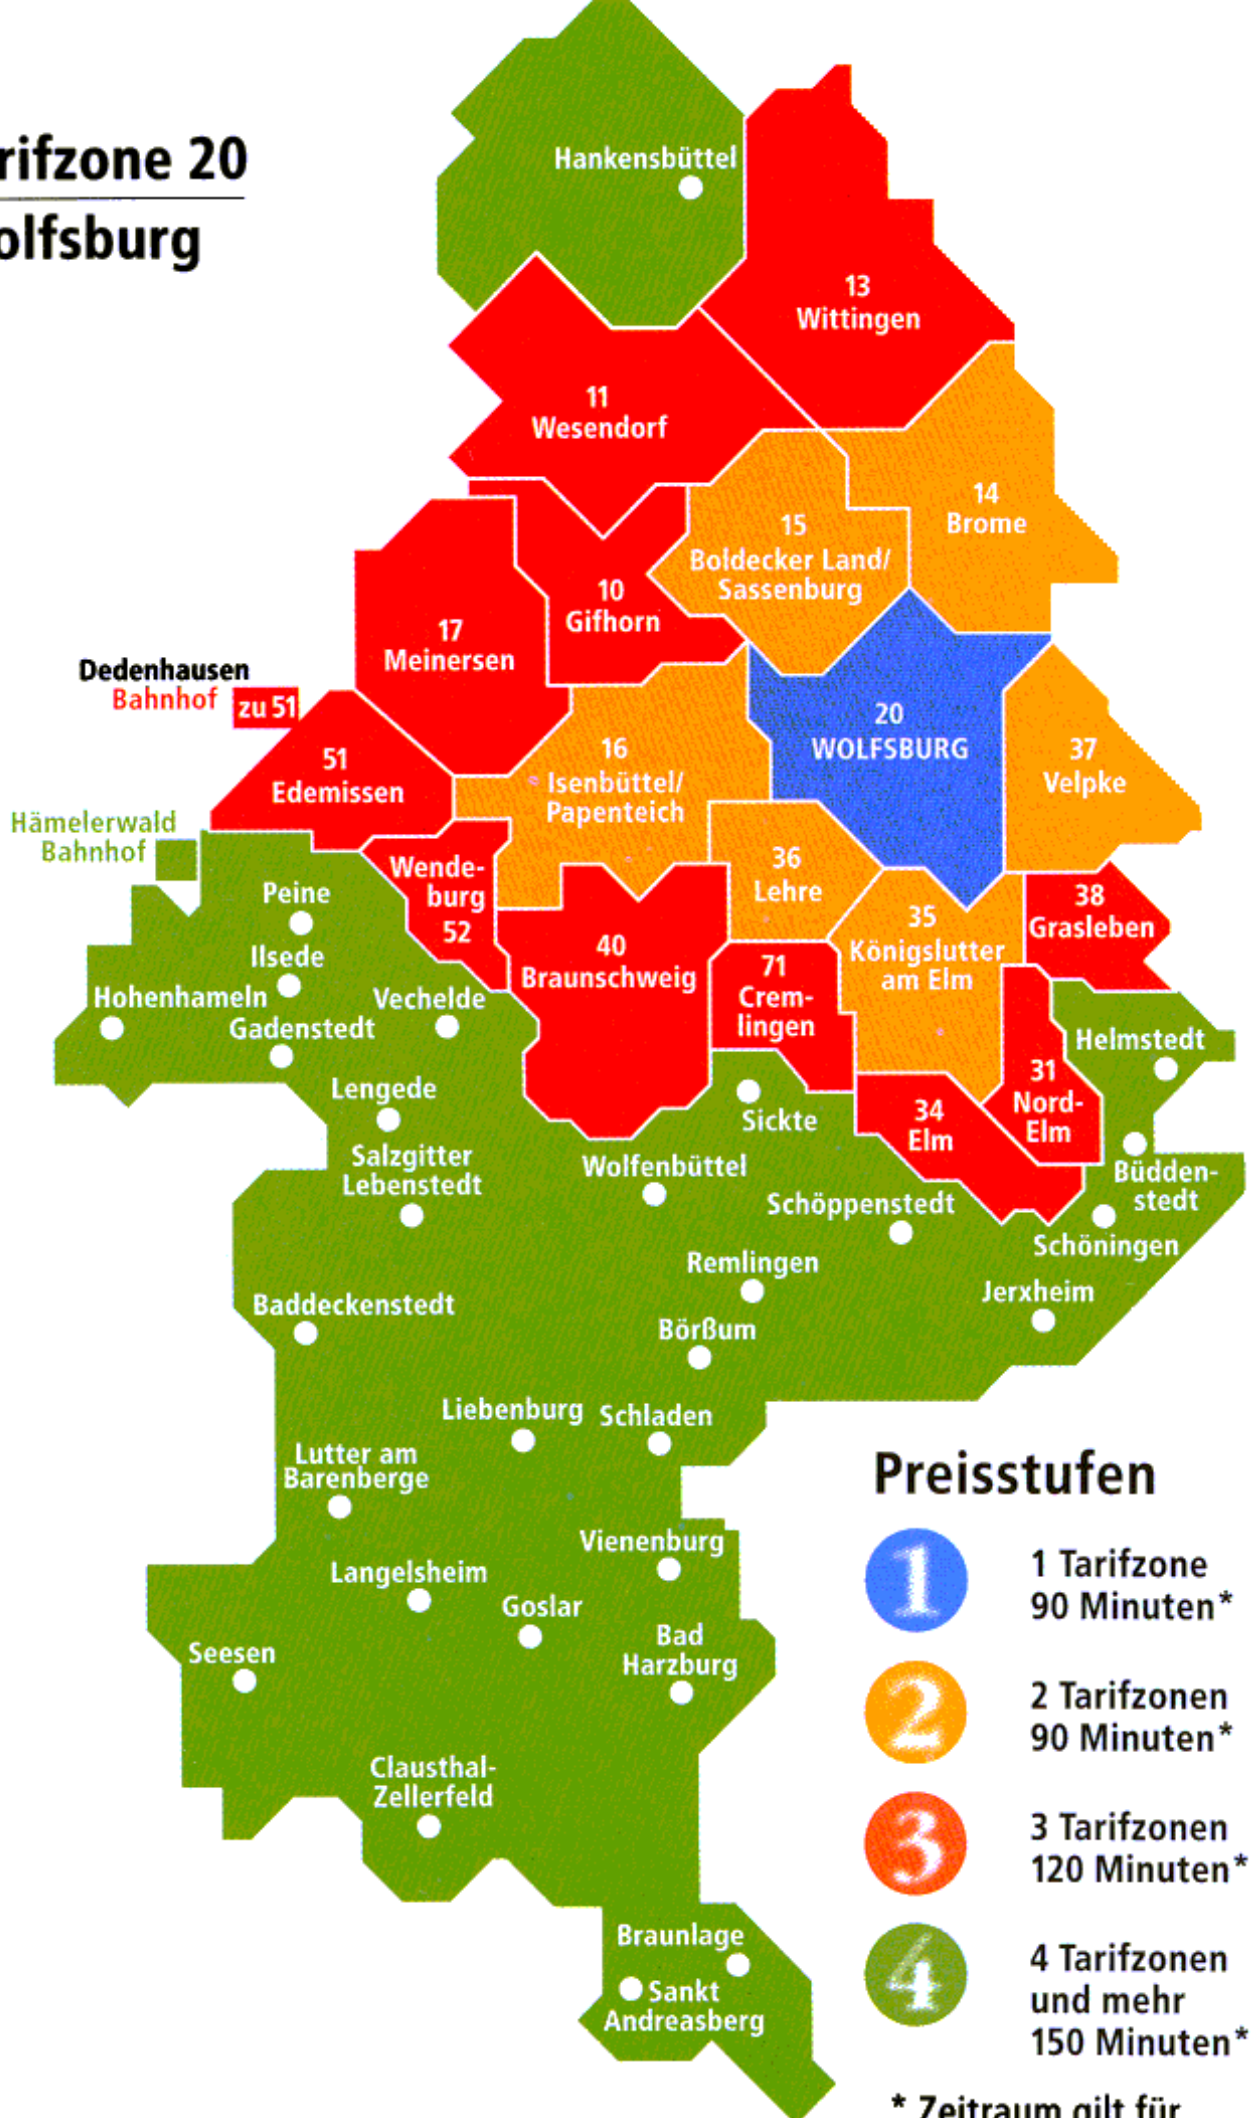 rifzone 20
olfsburg
Hankensbüttel
13
Wittingen
11
Wesendorf
14
Brome
15
Boldecker Land/
Sassenburg
10
Gifhorn
17
Meinersen
Dedenhausen
Bahnhof
zu 51
20
WOLFSBURG
51
Edemissen
16
Isenbüttel/
Papenteich
37
Velpke
Hämelerwald
Bahnhof
Wende-
burg
52
36
Lehre
38
Grasleben
Peine
35
Königslutter
am Elm
40
Braunschweig
71
Crem-
lingen
Ilsede
Hohenhameln
Vechelde
Gadenstedt
Helmstedt
31
Nord-
Elm
Lengede
Sickte
34
Elm
Salzgitter
Lebenstedt
Wolfenbüttel
Büdden-
stedt
Schöppenstedt
Schöningen
Remlingen
Jerxheim
Baddeckenstedt
Börßum
Liebenburg
Schladen
Lutter am
Barenberge
Vienenburg
Langelsheim
Goslar
Bad
Harzburg
Seesen
Clausthal-
Zellerfeld
Braunlage
Sankt
Andreasberg
Preisstufen
1
1 Tarifzone
90 Minuten*
2
2 Tarifzonen
90 Minuten*
3
3 Tarifzonen
120 Minuten*
4
4 Tarifzonen
und mehr
150 Minuten*
* Zeitraum gilt für